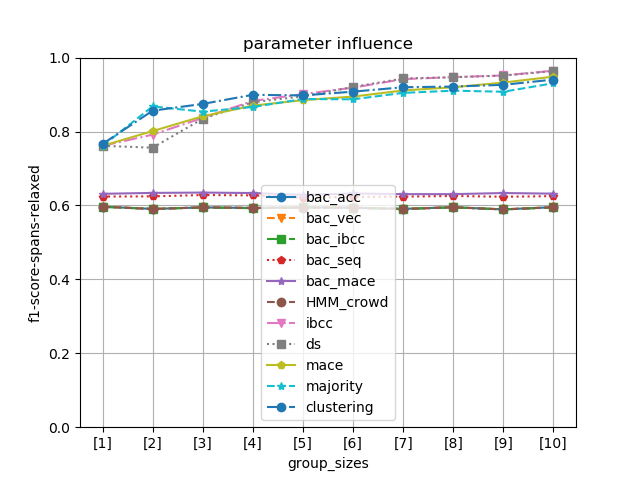 parameter influence
f1-score-spans-relaxed
1.0
0.8
0.6
0.4
0.2
0.0
bac_acc
bac_vec
bac_ibcc
bac_seq
bac_mace
HMM_crowd
ibcc
ds
mace
majority
clustering
[1] [2] [3] [4] [5] [6] [7] [8] [9] [10]
group_sizes